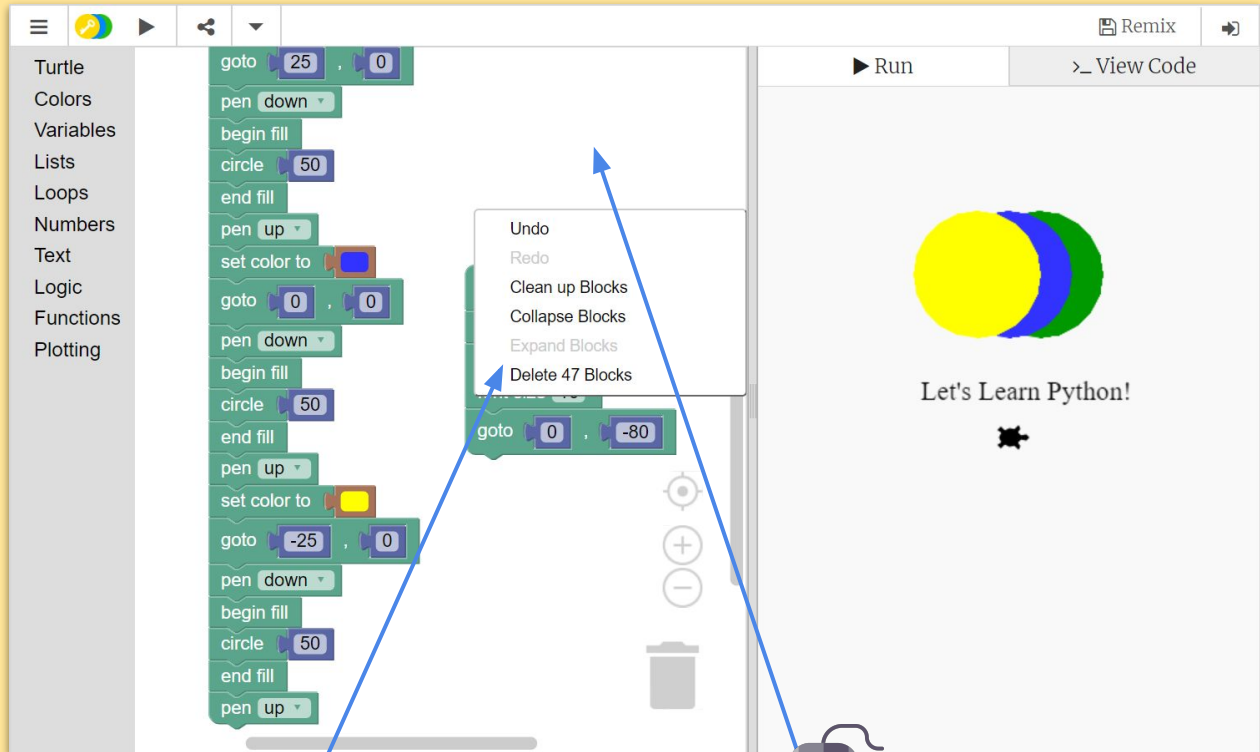 Remix
Turtle
Colors
Variables
Lists
Loops
Numbers
Text
Logic
Functions
Plotting
goto 25 , 0
pen down
begin fill
circle 50
end fill
pen up
set color to
goto 0 , 0
pen down
begin fill
circle 50
end fill
pen up
set color to
goto -25 , 0
pen down
begin fill
circle 50
end fill
pen up
Undo
Redo
Clean up Blocks
Collapse Blocks
Expand Blocks
Delete 47 Blocks
goto 0 , -80
Run
>_ View Code
Let's Learn Python!